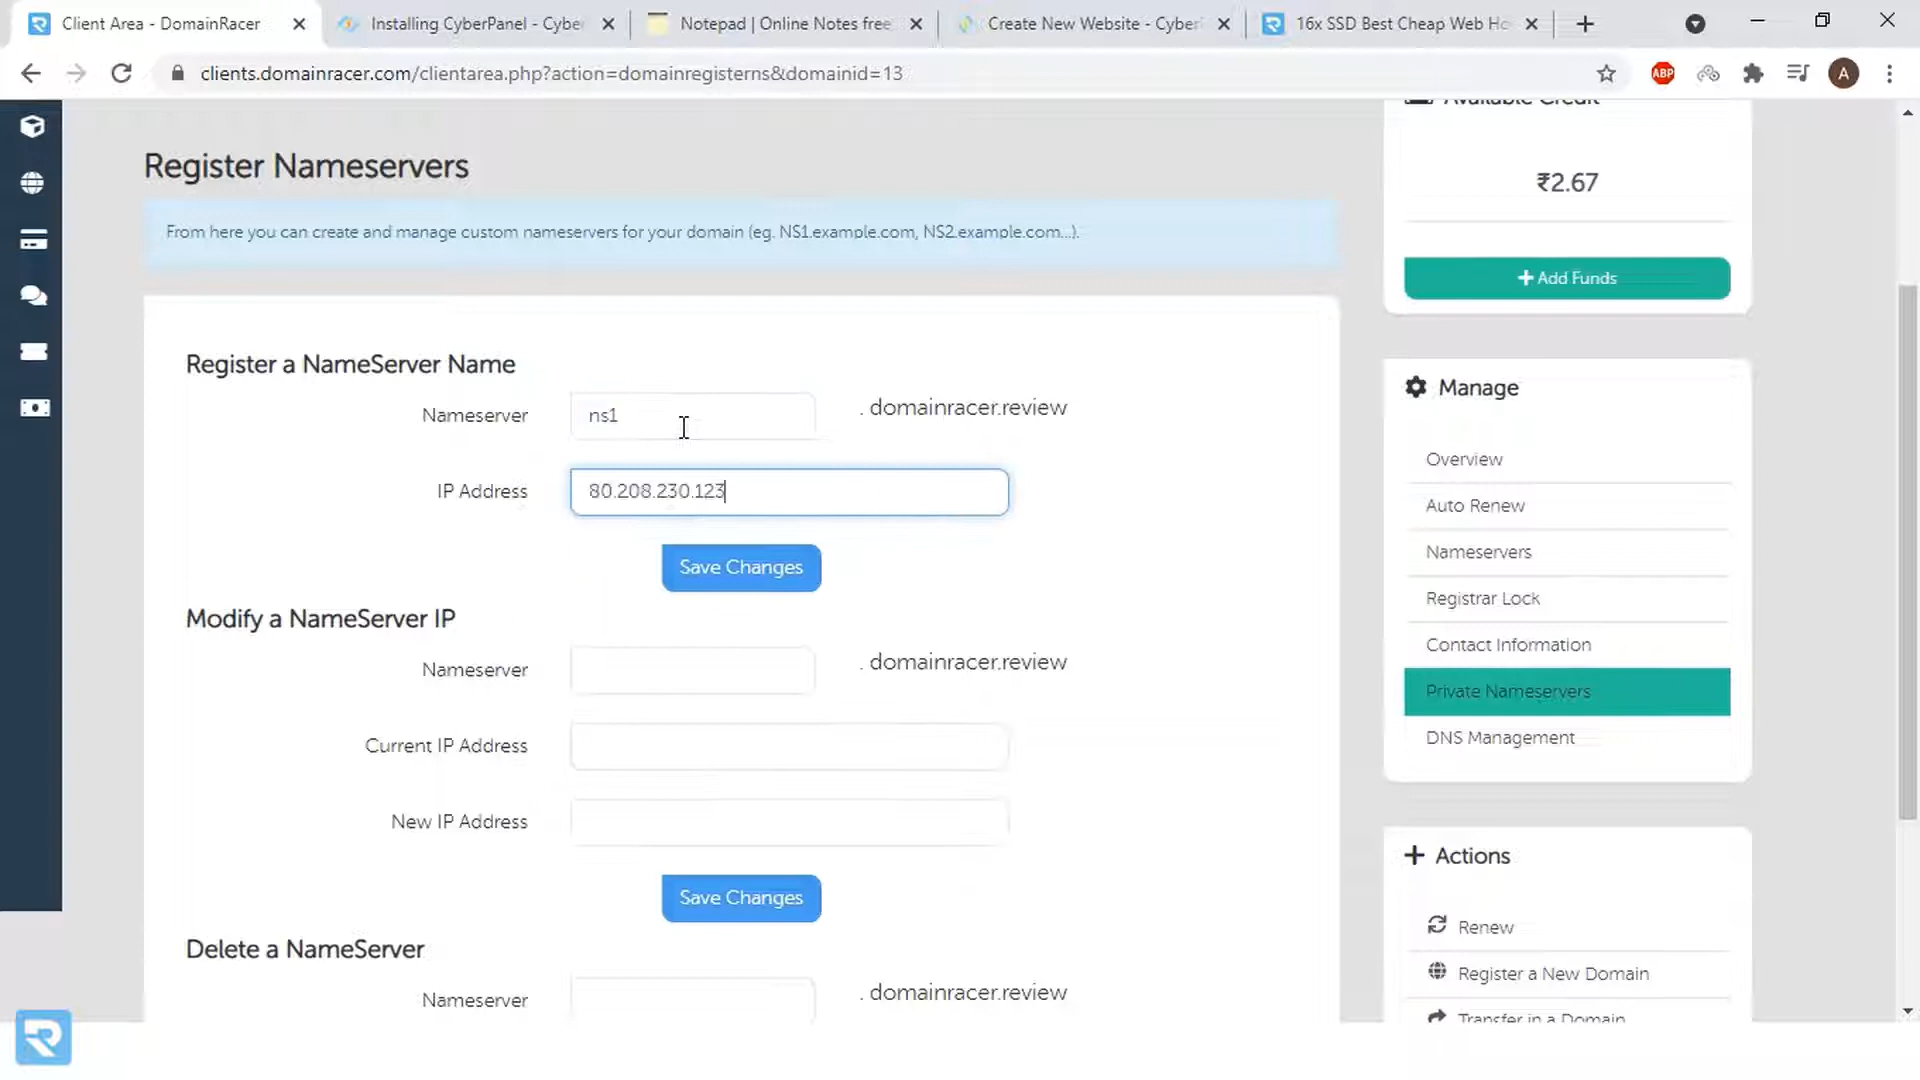 Client Area - DomainRacer
Installing CyberPanel - Cybe
Notepad | Online Notes free
Create New Website - Cyber
16x SSD Best Cheap Web Ho
clients.domainracer.com/clientarea.php?action=domainregisterns&domainid=13
ABP
A
Available Credit
₹2.67
Add Funds
Register Nameservers
From here you can create and manage custom nameservers for your domain (eg. NS1.example.com, NS2.example.com...).
Register a NameServer Name
Nameserver
ns1
. domainracer.review
IP Address
80.208.230.123
Save Changes
Modify a NameServer IP
Nameserver
. domainracer.review
Current IP Address
New IP Address
Save Changes
Delete a NameServer
Nameserver
. domainracer.review
Manage
Overview
Auto Renew
Nameservers
Registrar Lock
Contact Information
Private Nameservers
DNS Management
Actions
Renew
Register a New Domain
Transfer in a Domain